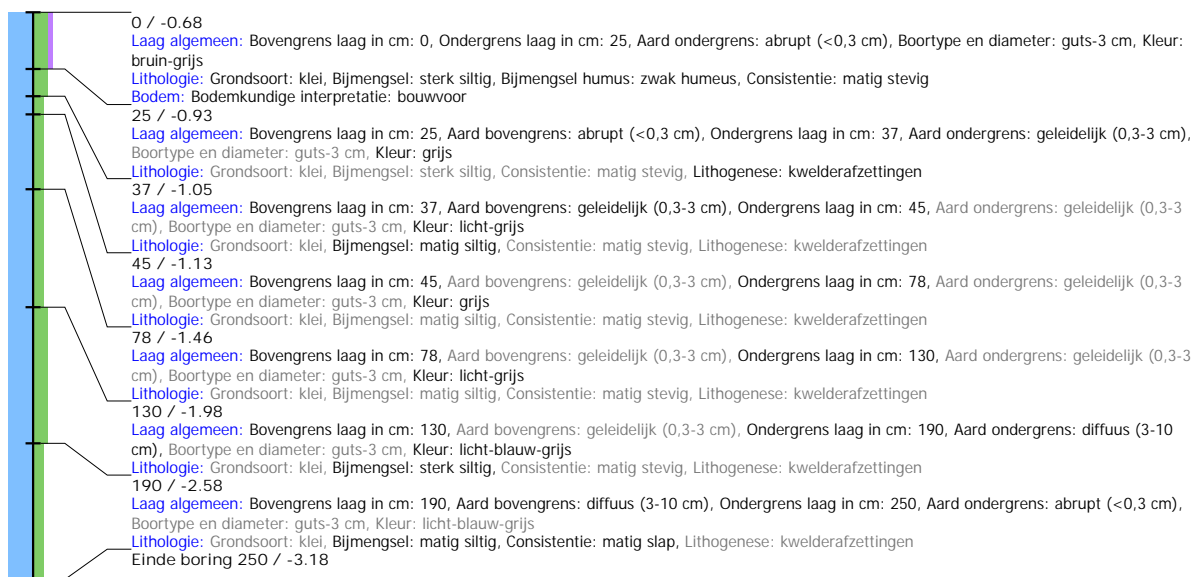 0 / -0.68
Laag algemeen: Bovengrens laag in cm: 0, Ondergrens laag in cm: 25, Aard ondergrens: abrupt (<0,3 cm), Boortype en diameter: guts-3 cm, Kleur:
bruin-grijs
Lithologie: Grondsoort: klei, Bijmengsel: sterk siltig, Bijmengsel humus: zwak humeus, Consistentie: matig stevig
Bodem: Bodemkundige interpretatie: bouwvoor
25 / -0.93
Laag algemeen: Bovengrens laag in cm: 25, Aard bovengrens: abrupt (<0,3 cm), Ondergrens laag in cm: 37, Aard ondergrens: geleidelijk (0,3-3 cm),
Boortype en diameter: guts-3 cm, Kleur: grijs
Lithologie: Grondsoort: klei, Bijmengsel: sterk siltig, Consistentie: matig stevig, Lithogenese: kwelderafzettingen
37 / -1.05
Laag algemeen: Bovengrens laag in cm: 37, Aard bovengrens: geleidelijk (0,3-3 cm), Ondergrens laag in cm: 45, Aard ondergrens: geleidelijk (0,3-3
cm), Boortype en diameter: guts-3 cm, Kleur: licht-grijs
Lithologie: Grondsoort: klei, Bijmengsel: matig siltig, Consistentie: matig stevig, Lithogenese: kwelderafzettingen
45 / -1.13
Laag algemeen: Bovengrens laag in cm: 45, Aard bovengrens: geleidelijk (0,3-3 cm), Ondergrens laag in cm: 78, Aard ondergrens: geleidelijk (0,3-3
cm), Boortype en diameter: guts-3 cm, Kleur: grijs
Lithologie: Grondsoort: klei, Bijmengsel: matig siltig, Consistentie: matig stevig, Lithogenese: kwelderafzettingen
78 / -1.46
Laag algemeen: Bovengrens laag in cm: 78, Aard bovengrens: geleidelijk (0,3-3 cm), Ondergrens laag in cm: 130, Aard ondergrens: geleidelijk (0,3-3
cm), Boortype en diameter: guts-3 cm, Kleur: licht-grijs
Lithologie: Grondsoort: klei, Bijmengsel: matig siltig, Consistentie: matig stevig, Lithogenese: kwelderafzettingen
130 / -1.98
Laag algemeen: Bovengrens laag in cm: 130, Aard bovengrens: geleidelijk (0,3-3 cm), Ondergrens laag in cm: 190, Aard ondergrens: diffuus (3-10
cm), Boortype en diameter: guts-3 cm, Kleur: licht-blauw-grijs
Lithologie: Grondsoort: klei, Bijmengsel: sterk siltig, Consistentie: matig stevig, Lithogenese: kwelderafzettingen
190 / -2.58
Laag algemeen: Bovengrens laag in cm: 190, Aard bovengrens: diffuus (3-10 cm), Ondergrens laag in cm: 250, Aard ondergrens: abrupt (<0,3 cm),
Boortype en diameter: guts-3 cm, Kleur: licht-blauw-grijs
Lithologie: Grondsoort: klei, Bijmengsel: matig siltig, Consistentie: matig slap, Lithogenese: kwelderafzettingen
Einde boring 250 / -3.18